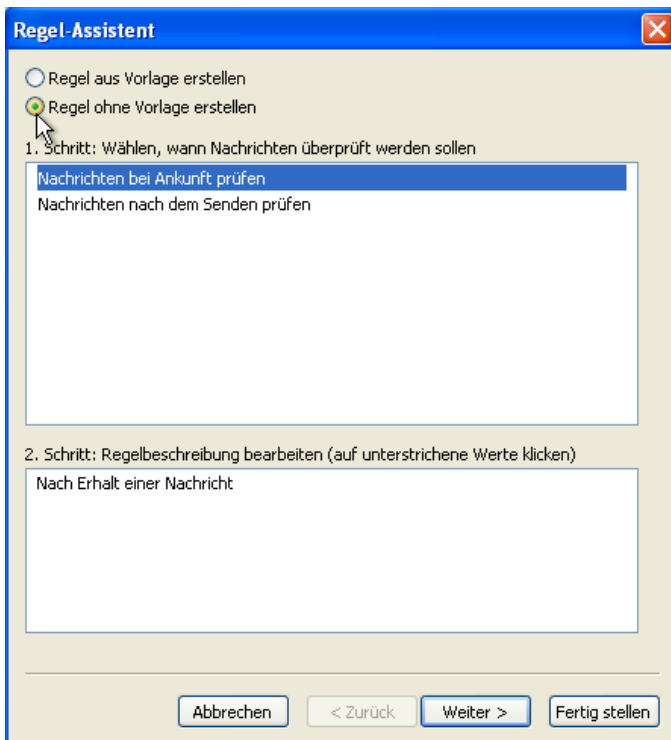 Regel-Assistent
Regel aus Vorlage erstellen
Regel ohne Vorlage erstellen
1. Schritt: Wählen, wann Nachrichten überprüft werden sollen
Nachrichten bei Ankunft prüfen
Nachrichten nach dem Senden prüfen
2. Schritt: Regelbeschreibung bearbeiten (auf unterstrichene Werte klicken)
Nach Erhalt einer Nachricht
Abbrechen < Zurück Weiter > Fertig stellen